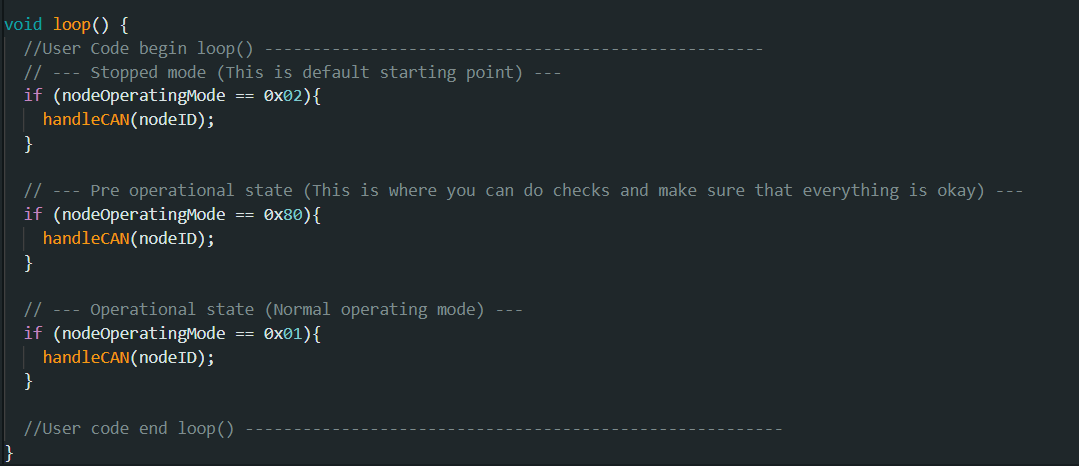 void loop() {
//User Code begin loop() ----------------------------------------------------
// --- Stopped mode (This is default starting point) ---
if (nodeOperatingMode == 0x02){
handleCAN(nodeID);
}
// --- Pre operational state (This is where you can do checks and make sure that everything is okay) ---
if (nodeOperatingMode == 0x80){
handleCAN(nodeID);
}
// --- Operational state (Normal operating mode) ---
if (nodeOperatingMode == 0x01){
handleCAN(nodeID);
}
//User code end loop() --------------------------------------------------------
}